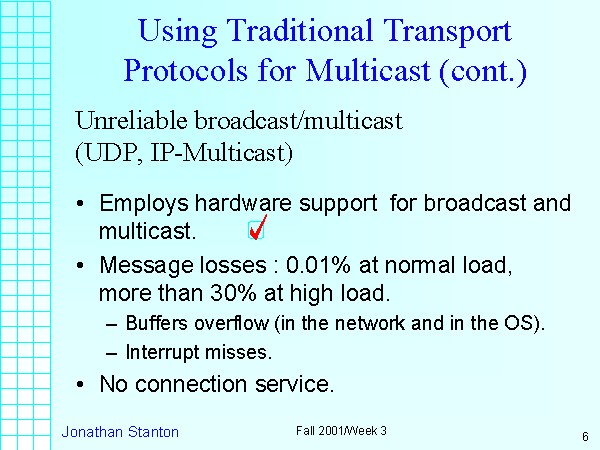 Using Traditional Transport
Protocols for Multicast (cont.)
Unreliable broadcast/multicast
(UDP, IP-Multicast)
• Employs hardware support for broadcast and
multicast.
• Message losses : 0.01% at normal load,
more than 30% at high load.
– Buffers overflow (in the network and in the OS).
– Interrupt misses.
• No connection service.
Jonathan Stanton
Fall 2001/Week 3
6